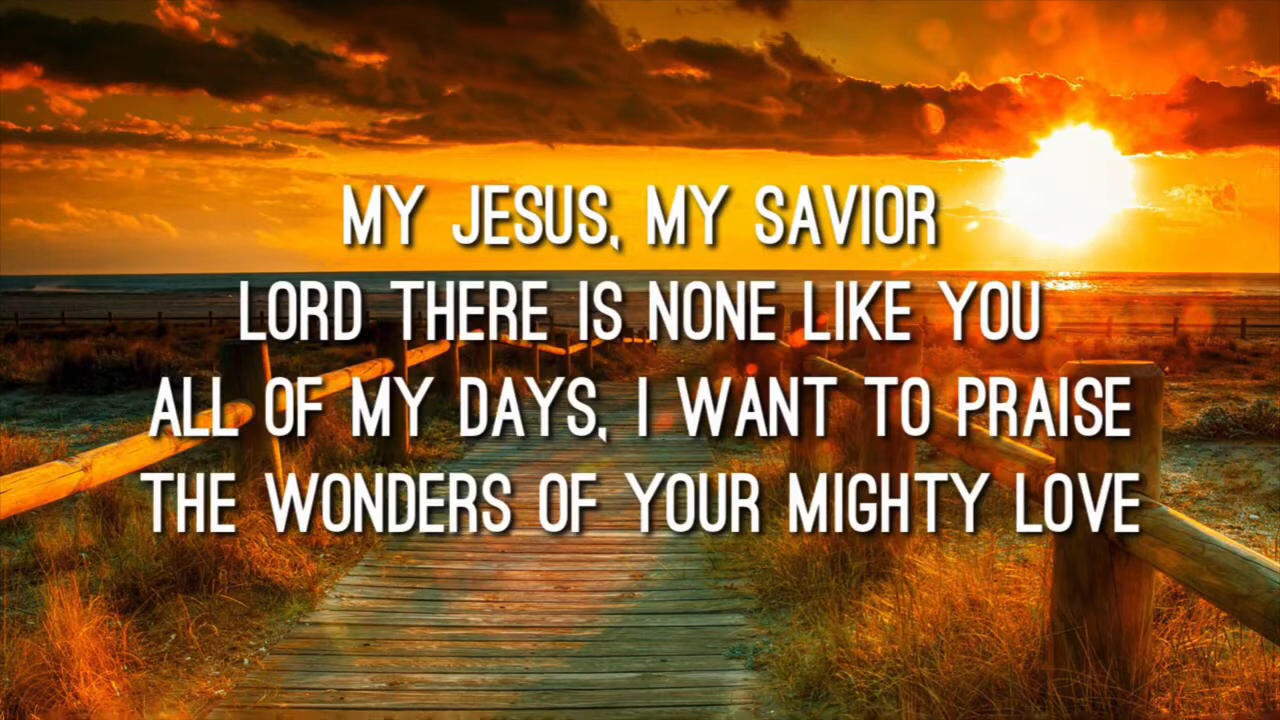 MY JESUS, MY SAVIOR
LORD THERE IS NONE LIKE YOU
ALL OF MY DAYS, I WANT TO PRAISE
THE WONDERS OF YOUR MIGHTY LOVE